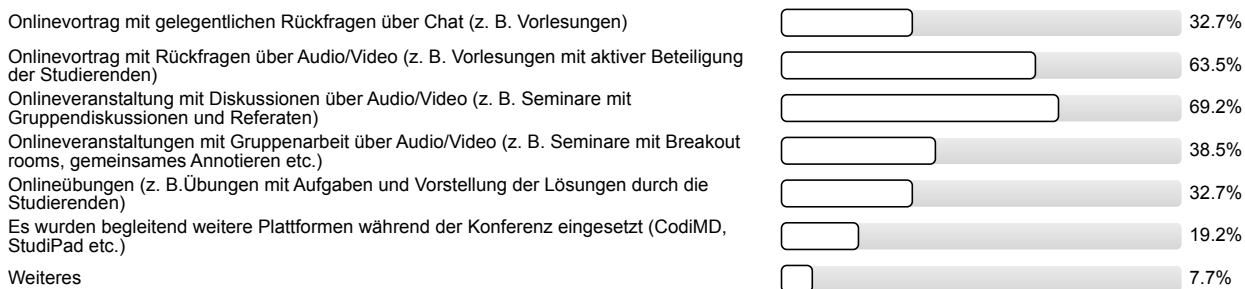 Onlinevortrag mit gelegentlichen Rückfragen über Chat (z. B. Vorlesungen)
32.7%
Onlinevortrag mit Rückfragen über Audio/Video (z. B. Vorlesungen mit aktiver Beteiligung
der Studierenden)
63.5%
Onlineveranstaltung mit Diskussionen über Audio/Video (z. B. Seminare mit
Gruppendiskussionen und Referaten)
69.2%
Onlineveranstaltungen mit Gruppenarbeit über Audio/Video (z. B. Seminare mit Breakout
rooms, gemeinsames Annotieren etc.)
38.5%
Onlineübungen (z. B.Übungen mit Aufgaben und Vorstellung der Lösungen durch die
Studierenden)
32.7%
Es wurden begleitend weitere Plattformen während der Konferenz eingesetzt (CodiMD,
StudiPad etc.)
19.2%
Weiteres
7.7%